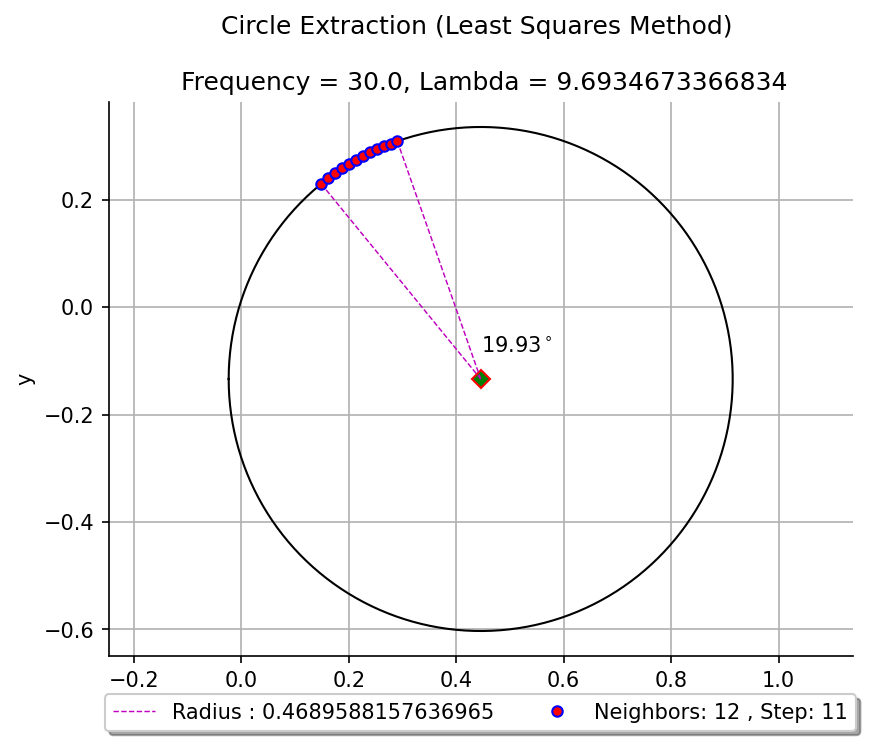 Circle Extraction (Least Squares Method)
Frequency = 30.0, Lambda = 9.6934673366834
0.2
0.0
−0.2
−0.4
−0.6
y
19.93°
−0.2 0.0 0.2 0.4 0.6 0.8 1.0
Radius : 0.4689588157636965 Neighbors: 12 , Step: 11